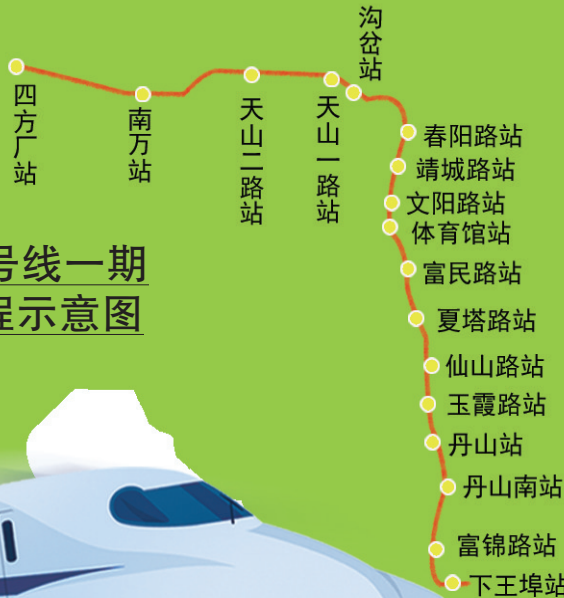 四方厂站
南万站
天山二路站
天山一路站
沟岔站
春阳路站
靖城路站
文阳路站
体育馆站
富民路站
夏塔路站
仙山路站
玉霞路站
丹山站
丹山南站
富锦路站
下王埠站
号线一期
程示意图